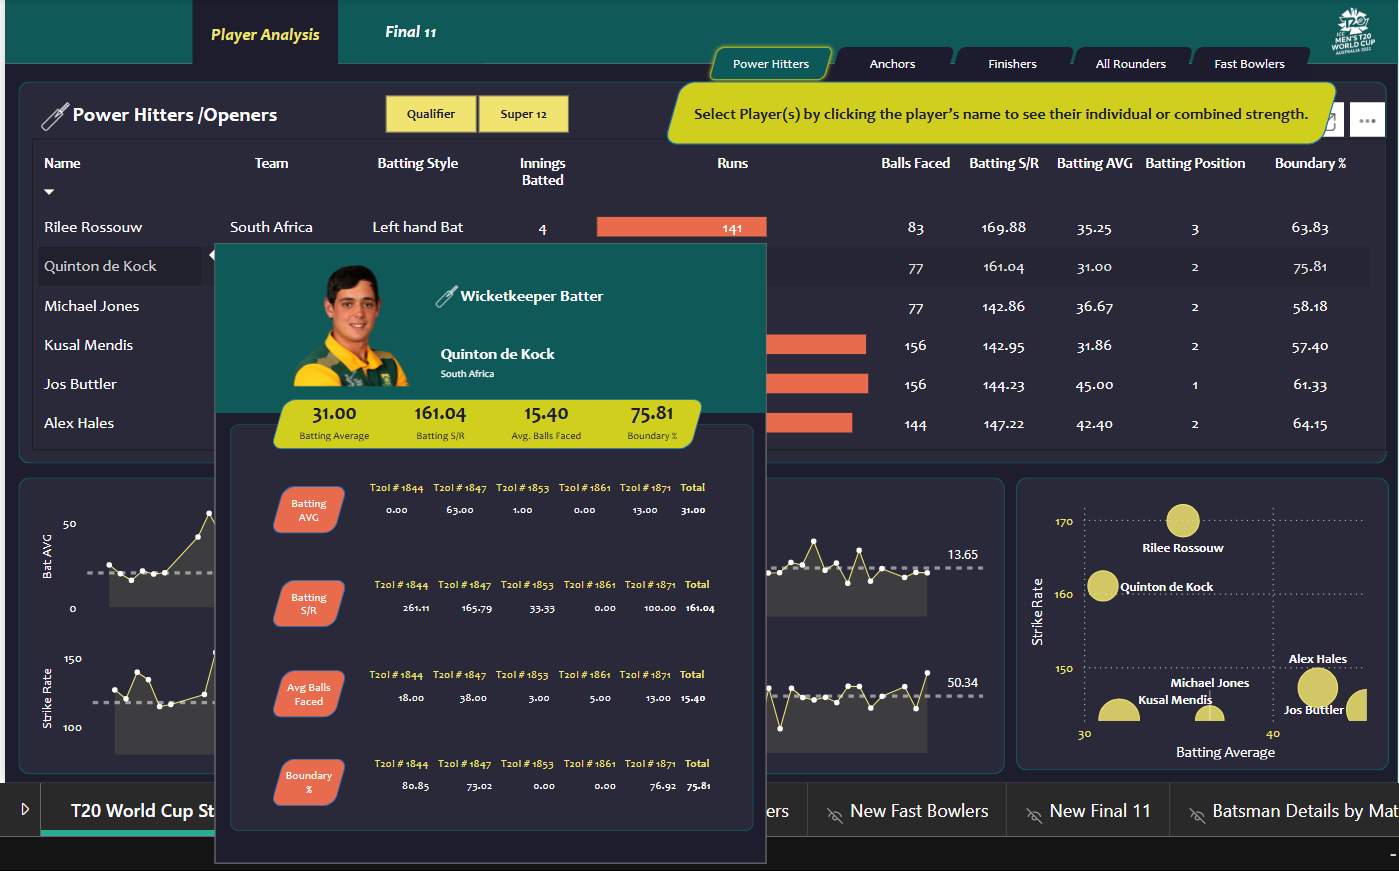 Player Analysis
Final 11
ICC
MEN'S T20
WORLD CUP
AUSTRALIA 2022
Power Hitters
Anchors
Finishers
All Rounders
Fast Bowlers
Power Hitters /Openers
Qualifier
Super 12
Select Player(s) by clicking the player's name to see their individual or combined strength.
Name Team Batting Style Innings Batted Runs Balls Faced Batting S/R Batting AVG Batting Position Boundary %
Rilee Rossouw South Africa Left hand Bat 4 141 83 169.88 35.25 3 63.83
Quinton de Kock 77 161.04 31.00 2 75.81
Michael Jones 77 142.86 36.67 2 58.18
Kusal Mendis 156 142.95 31.86 2 57.40
Jos Buttler 156 144.23 45.00 1 61.33
Alex Hales 144 147.22 42.40 2 64.15
Wicketkeeper Batter
Quinton de Kock
South Africa
31.00 161.04 15.40 75.81
Batting Average Batting S/R Avg. Balls Faced Boundary %
Batting
AVG
T20I # 1844 T20I # 1847 T20I # 1853 T20I # 1861 T20I # 1871 Total
0.00 63.00 1.00 0.00 13.00 31.00
Batting
S/R
T20I # 1844 T20I # 1847 T20I # 1853 T20I # 1861 T20I # 1871 Total
261.11 165.79 33.33 0.00 100.00 161.04
Avg Balls
Faced
T20I # 1844 T20I # 1847 T20I # 1853 T20I # 1861 T20I # 1871 Total
18.00 38.00 3.00 5.00 13.00 15.40
Boundary
%
T20I # 1844 T20I # 1847 T20I # 1853 T20I # 1861 T20I # 1871 Total
80.85 73.02 0.00 0.00 76.92 75.81
Bat AVG
50
0
Strike Rate
150
100
13.65
50.34
Strike Rate
170
160
150
30
40
Batting Average
Rilee Rossouw
Quinton de Kock
Alex Hales
Michael Jones
Kusal Mendis
Jos Buttler
T20 World Cup St
ers
New Fast Bowlers
New Final 11
Batsman Details by Mat